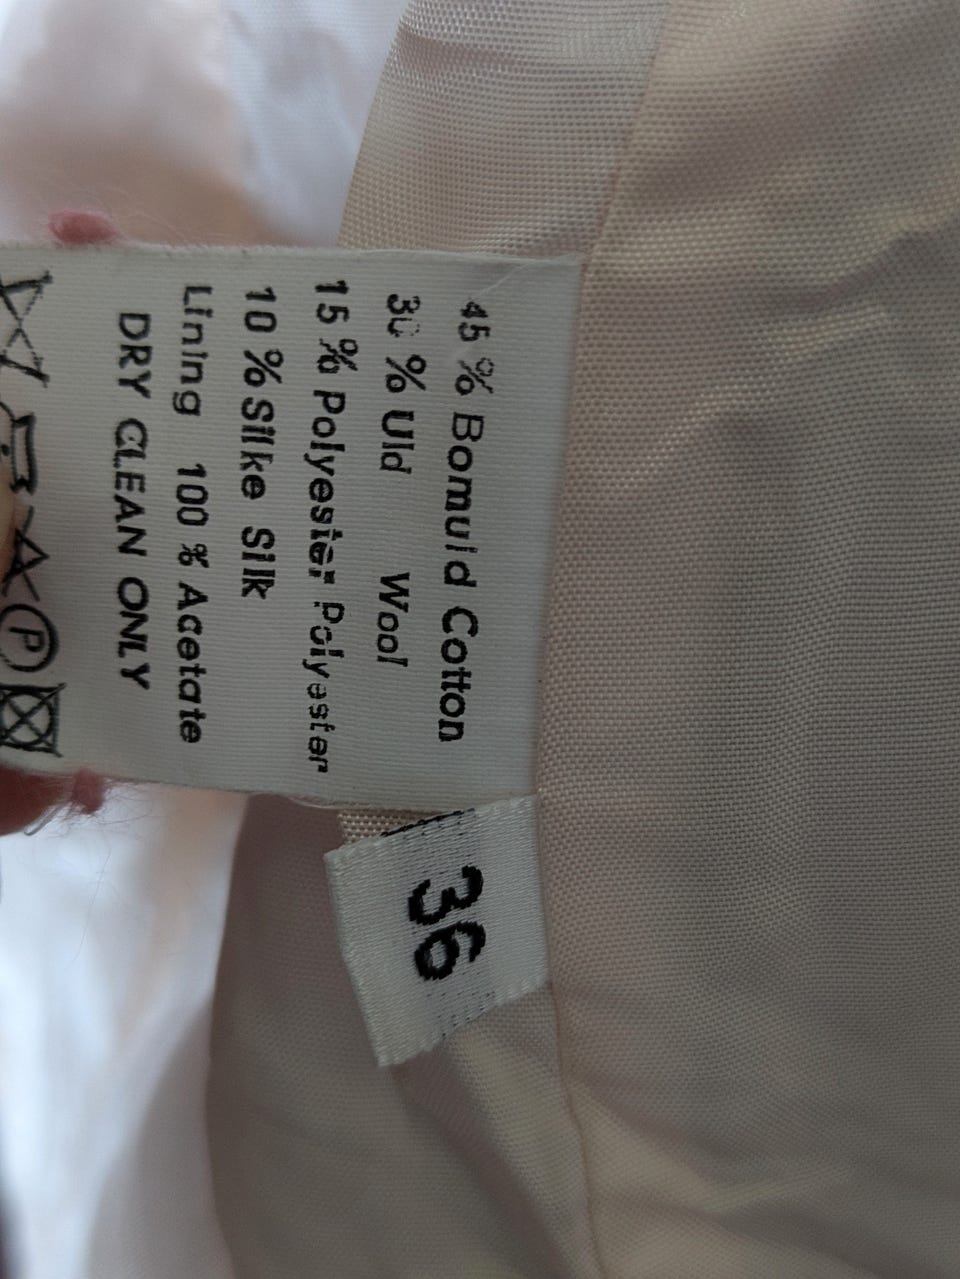 45 % Bomuld Cotton
30 % Uld Wool
15 % Polyester Polyester
10 % Silke Silk
Lining 100 % Acetate
DRY CLEAN ONLY
P
36